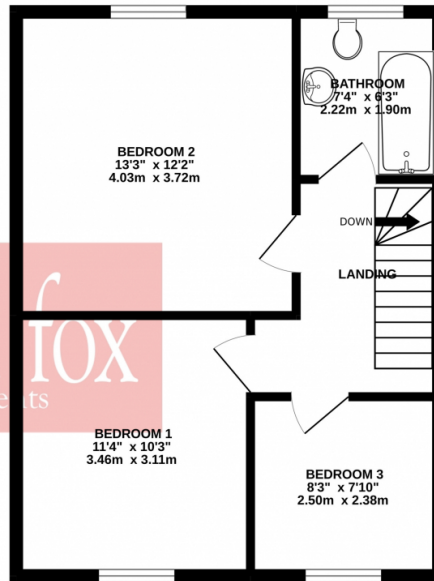 BATHROOM
7'4" x 6'3"
2.22m x 1.90m
BEDROOM 2
13'3" x 12'2"
4.03m x 3.72m
DOWN
LANDING
fox
BEDROOM 1
11'4" x 10'3"
3.46m x 3.11m
BEDROOM 3
8'3" x 7'10"
2.50m x 2.38m